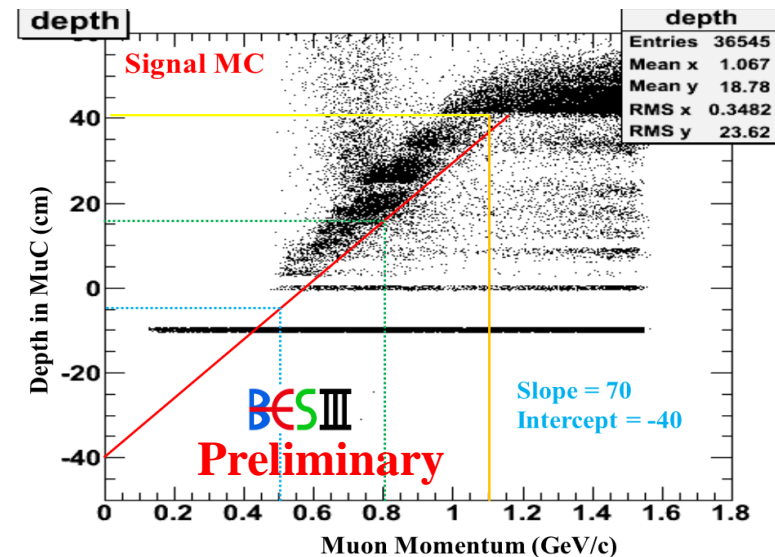 depth
depth
Entries 36545
Mean x 1.067
Mean y 18.78
RMS x 0.3482
RMS y 23.62
Signal MC
Depth in MuC (cm)
40
20
0
-20
-40
Slope = 70
Intercept = -40
BESIII
Preliminary
0 0.2 0.4 0.6 0.8 1 1.2 1.4 1.6 1.8
Muon Momentum (GeV/c)